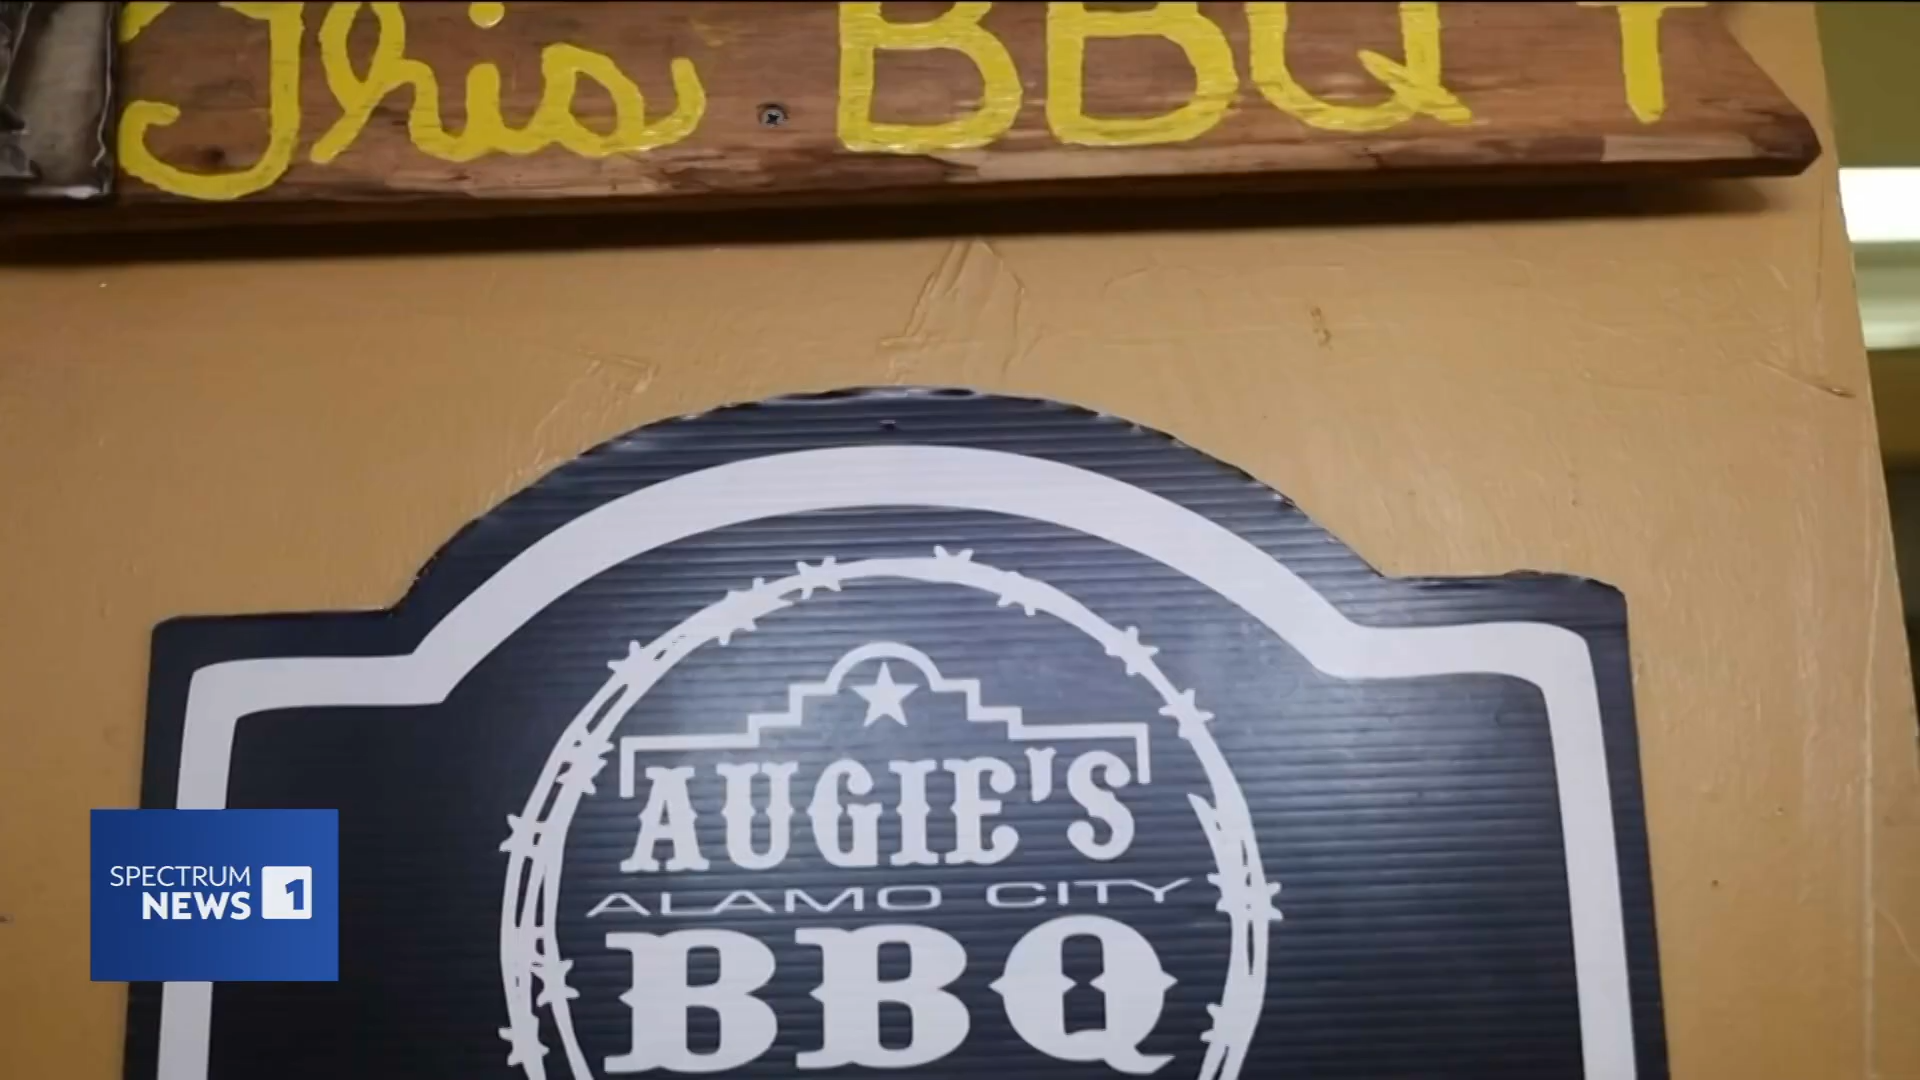 This BBQ
AUGIE'S
ALAMO CITY
BBQ
SPECTRUM
NEWS 1